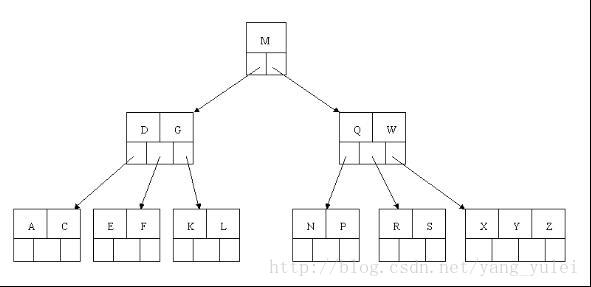 M
D G
Q W
A C
E F
K L
N P
R S
X Y Z
http://blog.csdn.net/yang_yulei